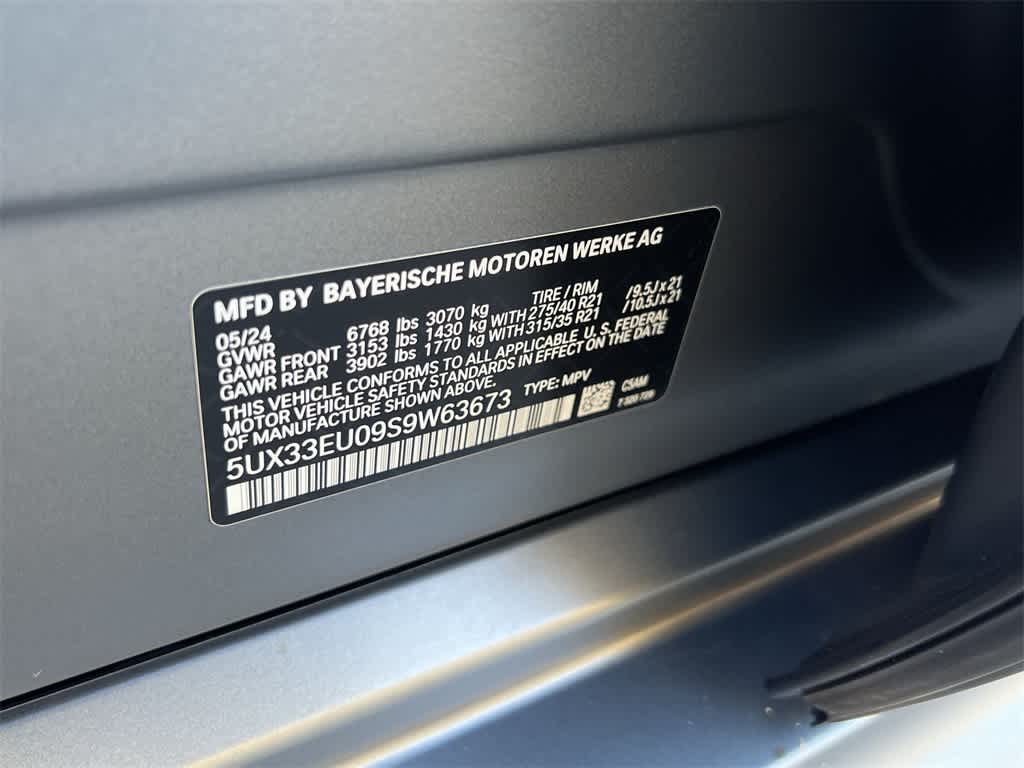 MFD BY BAYERISCHE MOTOREN WERKE AG
05/24 TIRE / RIM
GVWR 6768 lbs 3070 kg
GAWR FRONT 3153 lbs 1430 kg WITH 275/40 R21 /9.5J x 21
GAWR REAR 3902 lbs 1770 kg WITH 315/35 R21 /10.5J x 21
THIS VEHICLE CONFORMS TO ALL APPLICABLE U.S. FEDERAL
MOTOR VEHICLE SAFETY STANDARDS IN EFFECT ON THE DATE
OF MANUFACTURE SHOWN ABOVE.
5UX33EU09S9W63673 TYPE: MPV